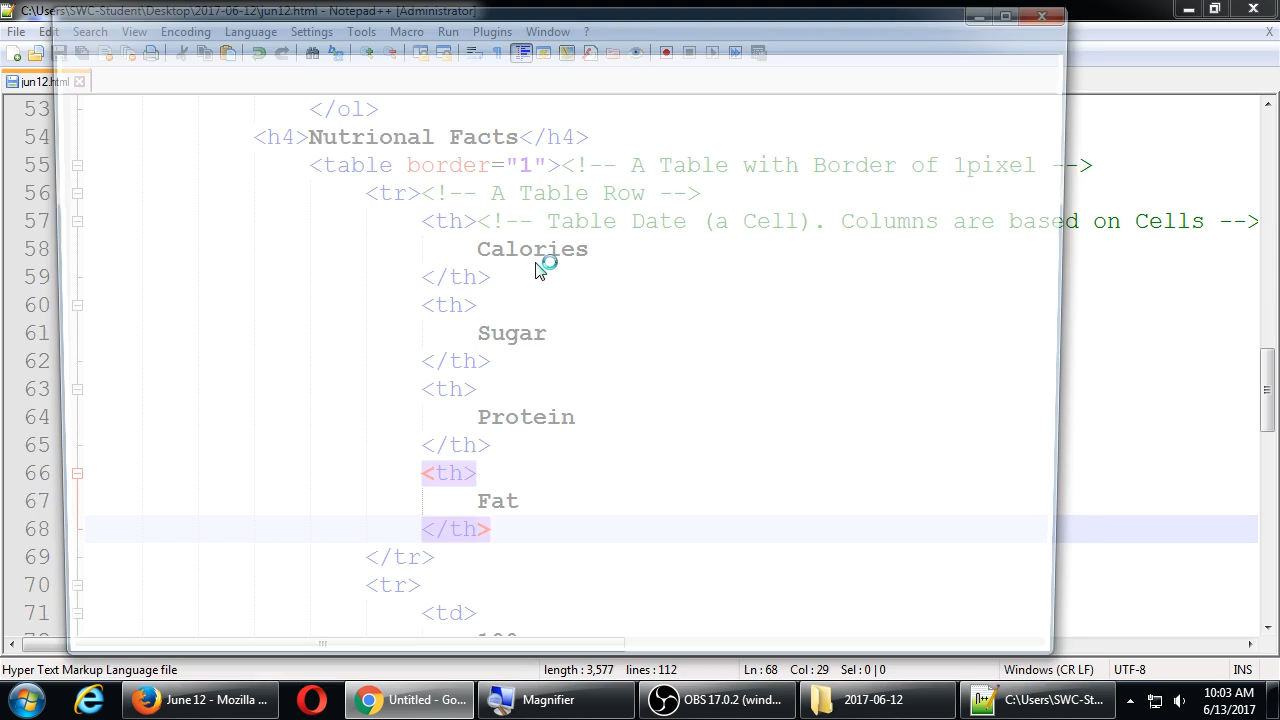 C:\Users\SWC-Student\Desktop\2017-06-12\jun12.html - Notepad++ [Administrator]
File Edit Search View Encoding Language Settings Tools Macro Run Plugins Window ? X
jun12.html
53 </ol>
54 <h4>Nutrional Facts</h4>
55 <table border="1"><!-- A Table with Border of 1pixel -->
56 <tr><!-- A Table Row -->
57 <th><!-- Table Date (a Cell). Columns are based on Cells -->
58 Calories
59 </th>
60 <th>
61 Sugar
62 </th>
63 <th>
64 Protein
65 </th>
66 <th>
67 Fat
68 </th>
69 </tr>
70 <tr>
71 <td>
Hyper Text Markup Language file length : 3,577 lines : 112 Ln : 68 Col : 29 Sel : 0 | 0 Windows (CR LF) UTF-8 INS
June 12 - Mozilla ... Untitled - Go... Magnifier OBS 17.0.2 (wind... 2017-06-12 C:\Users\SWC-St... 10:03 AM
6/13/2017